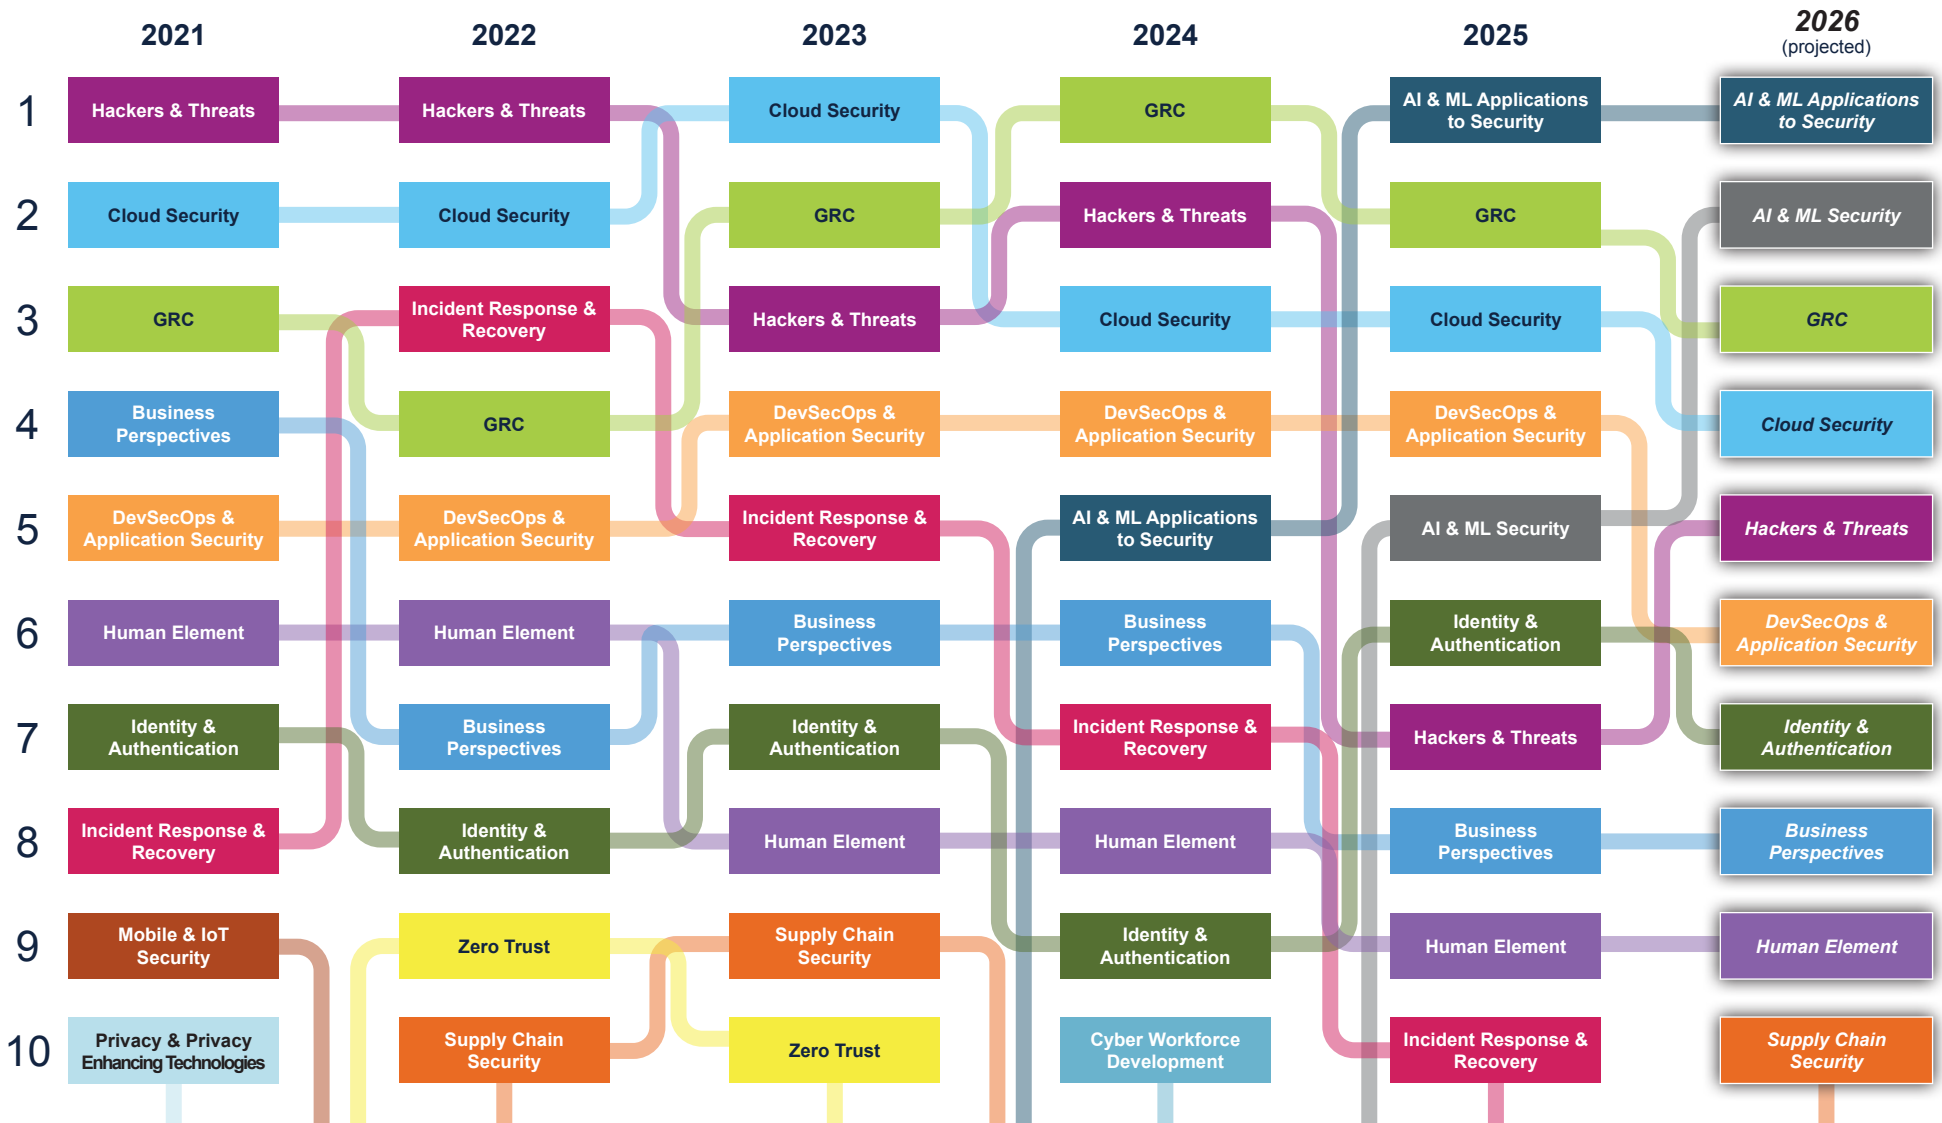 2021
2022
2023
2024
2025
2026
(projected)
1
Hackers & Threats
Hackers & Threats
Cloud Security
GRC
AI & ML Applications
to Security
AI & ML Applications
to Security
2
Cloud Security
Cloud Security
GRC
Hackers & Threats
GRC
AI & ML Security
3
GRC
Incident Response &
Recovery
Hackers & Threats
Cloud Security
Cloud Security
GRC
4
Business
Perspectives
GRC
DevSecOps &
Application Security
DevSecOps &
Application Security
DevSecOps &
Application Security
Cloud Security
5
DevSecOps &
Application Security
DevSecOps &
Application Security
Incident Response &
Recovery
AI & ML Applications
to Security
AI & ML Security
Hackers & Threats
6
Human Element
Human Element
Business
Perspectives
Business
Perspectives
Identity &
Authentication
DevSecOps &
Application Security
7
Identity &
Authentication
Business
Perspectives
Identity &
Authentication
Incident Response &
Recovery
Hackers & Threats
Identity &
Authentication
8
Incident Response &
Recovery
Identity &
Authentication
Human Element
Human Element
Business
Perspectives
Business
Perspectives
9
Mobile & IoT
Security
Zero Trust
Supply Chain
Security
Identity &
Authentication
Human Element
Human Element
10
Privacy & Privacy
Enhancing Technologies
Supply Chain
Security
Zero Trust
Cyber Workforce
Development
Incident Response &
Recovery
Supply Chain
Security